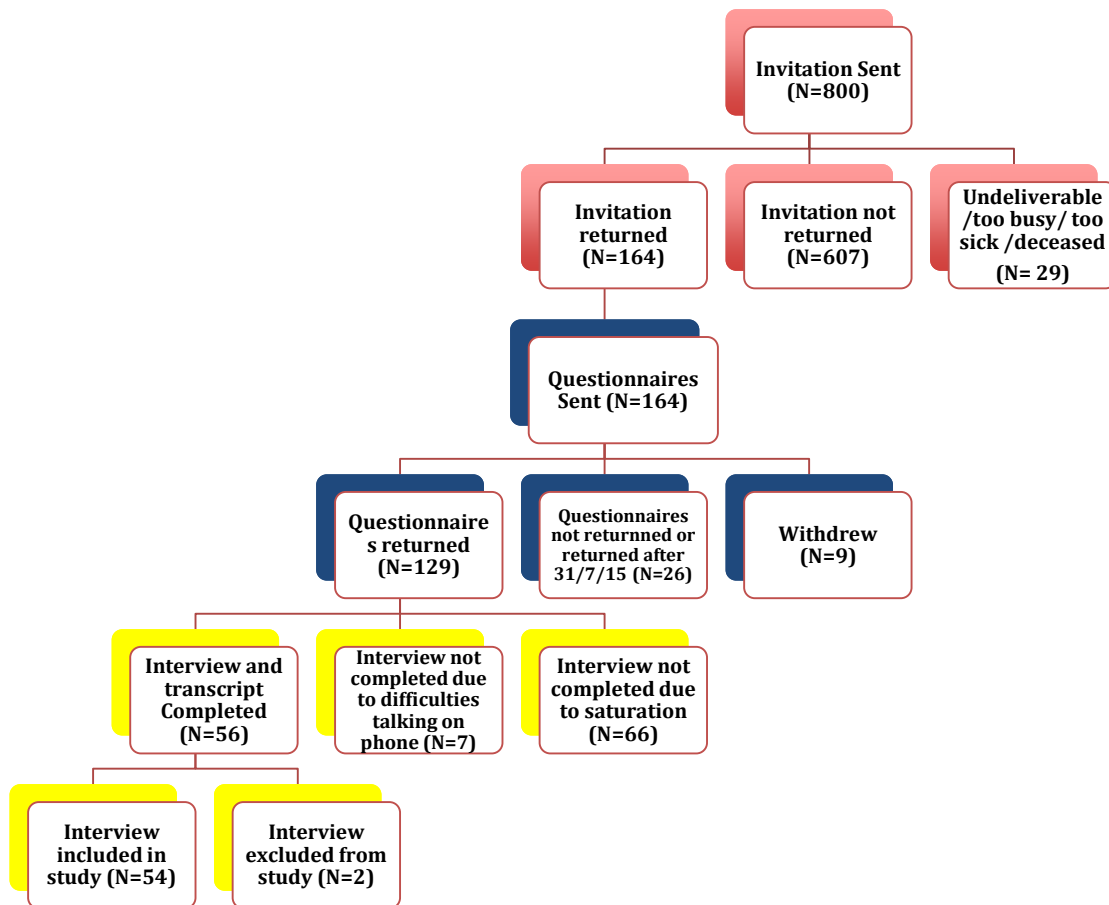 Invitation Sent
(N=800)
Invitation
returned
(N=164)
Invitation not
returned
(N=607)
Undeliverable
/too busy/ too
sick /deceased
(N= 29)
Questionnaires
Sent (N=164)
Questionnaire
s returned
(N=129)
Questionnaires
not returnned or
returned after
31/7/15 (N=26)
Withdrew
(N=9)
Interview and
transcript
Completed
(N=56)
Interview not
completed due
to difficulties
talking on
phone (N=7)
Interview not
completed due
to saturation
(N=66)
Interview
included in
study (N=54)
Interview
excluded from
study (N=2)